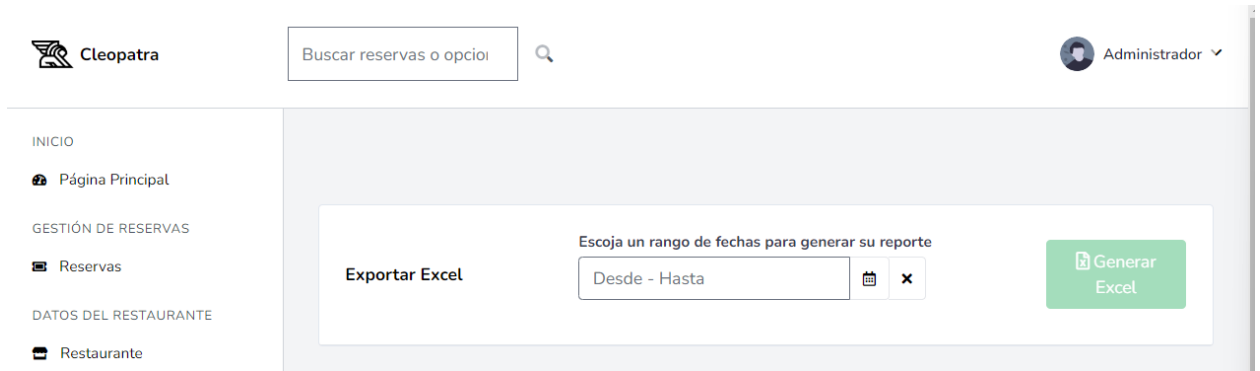 Cleopatra
Buscar reservas o opcio
Administrador
INICIO
Página Principal
GESTIÓN DE RESERVAS
Reservas
DATOS DEL RESTAURANTE
Restaurante
Exportar Excel
Escoja un rango de fechas para generar su reporte
Desde - Hasta
Generar
Excel